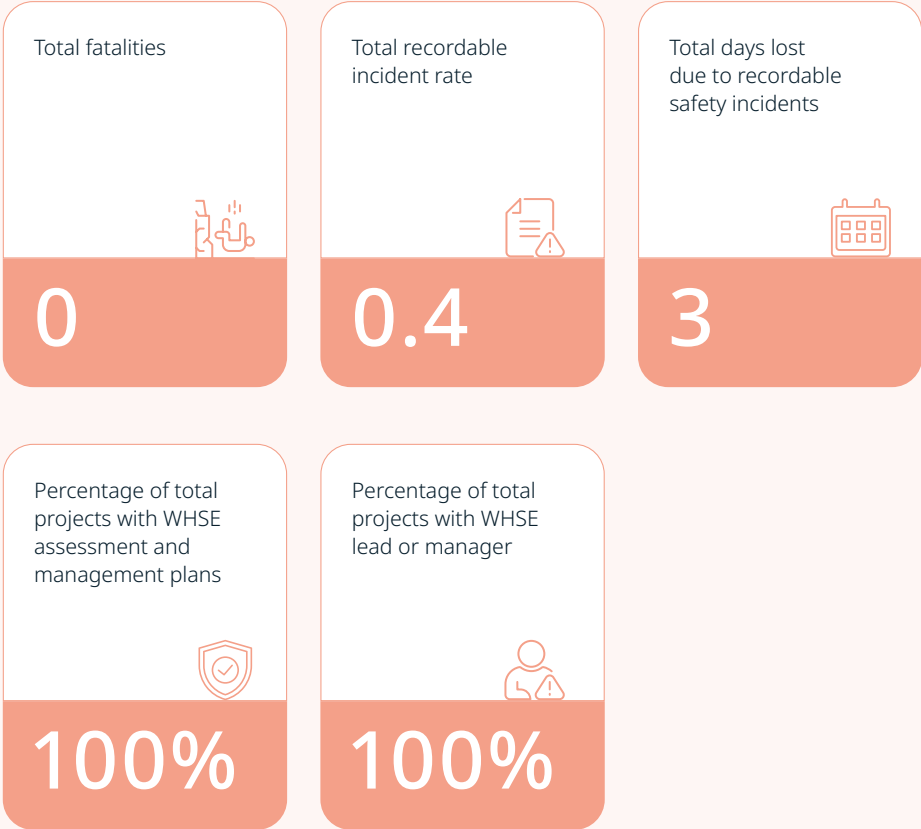 Total fatalities
0
Total recordable
incident rate
0.4
Total days lost
due to recordable
safety incidents
3
Percentage of total
projects with WHSE
assessment and
management plans
100%
Percentage of total
projects with WHSE
lead or manager
100%